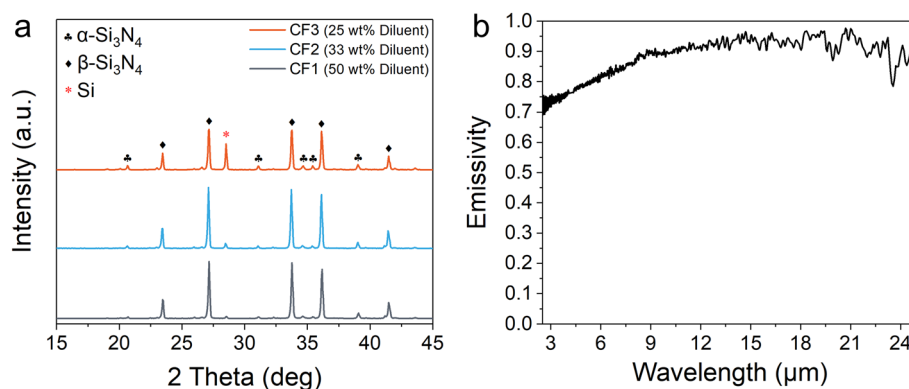 a
♣ α-Si₃N₄
♦ β-Si₃N₄
* Si
CF3 (25 wt% Diluent)
CF2 (33 wt% Diluent)
CF1 (50 wt% Diluent)
Intensity (a.u.)
15 20 25 30 35 40 45
2 Theta (deg)
b
Emissivity
1.0
0.9
0.8
0.7
0.6
0.5
0.4
0.3
0.2
0.1
0.0
3 6 9 12 15 18 21 24
Wavelength (μm)